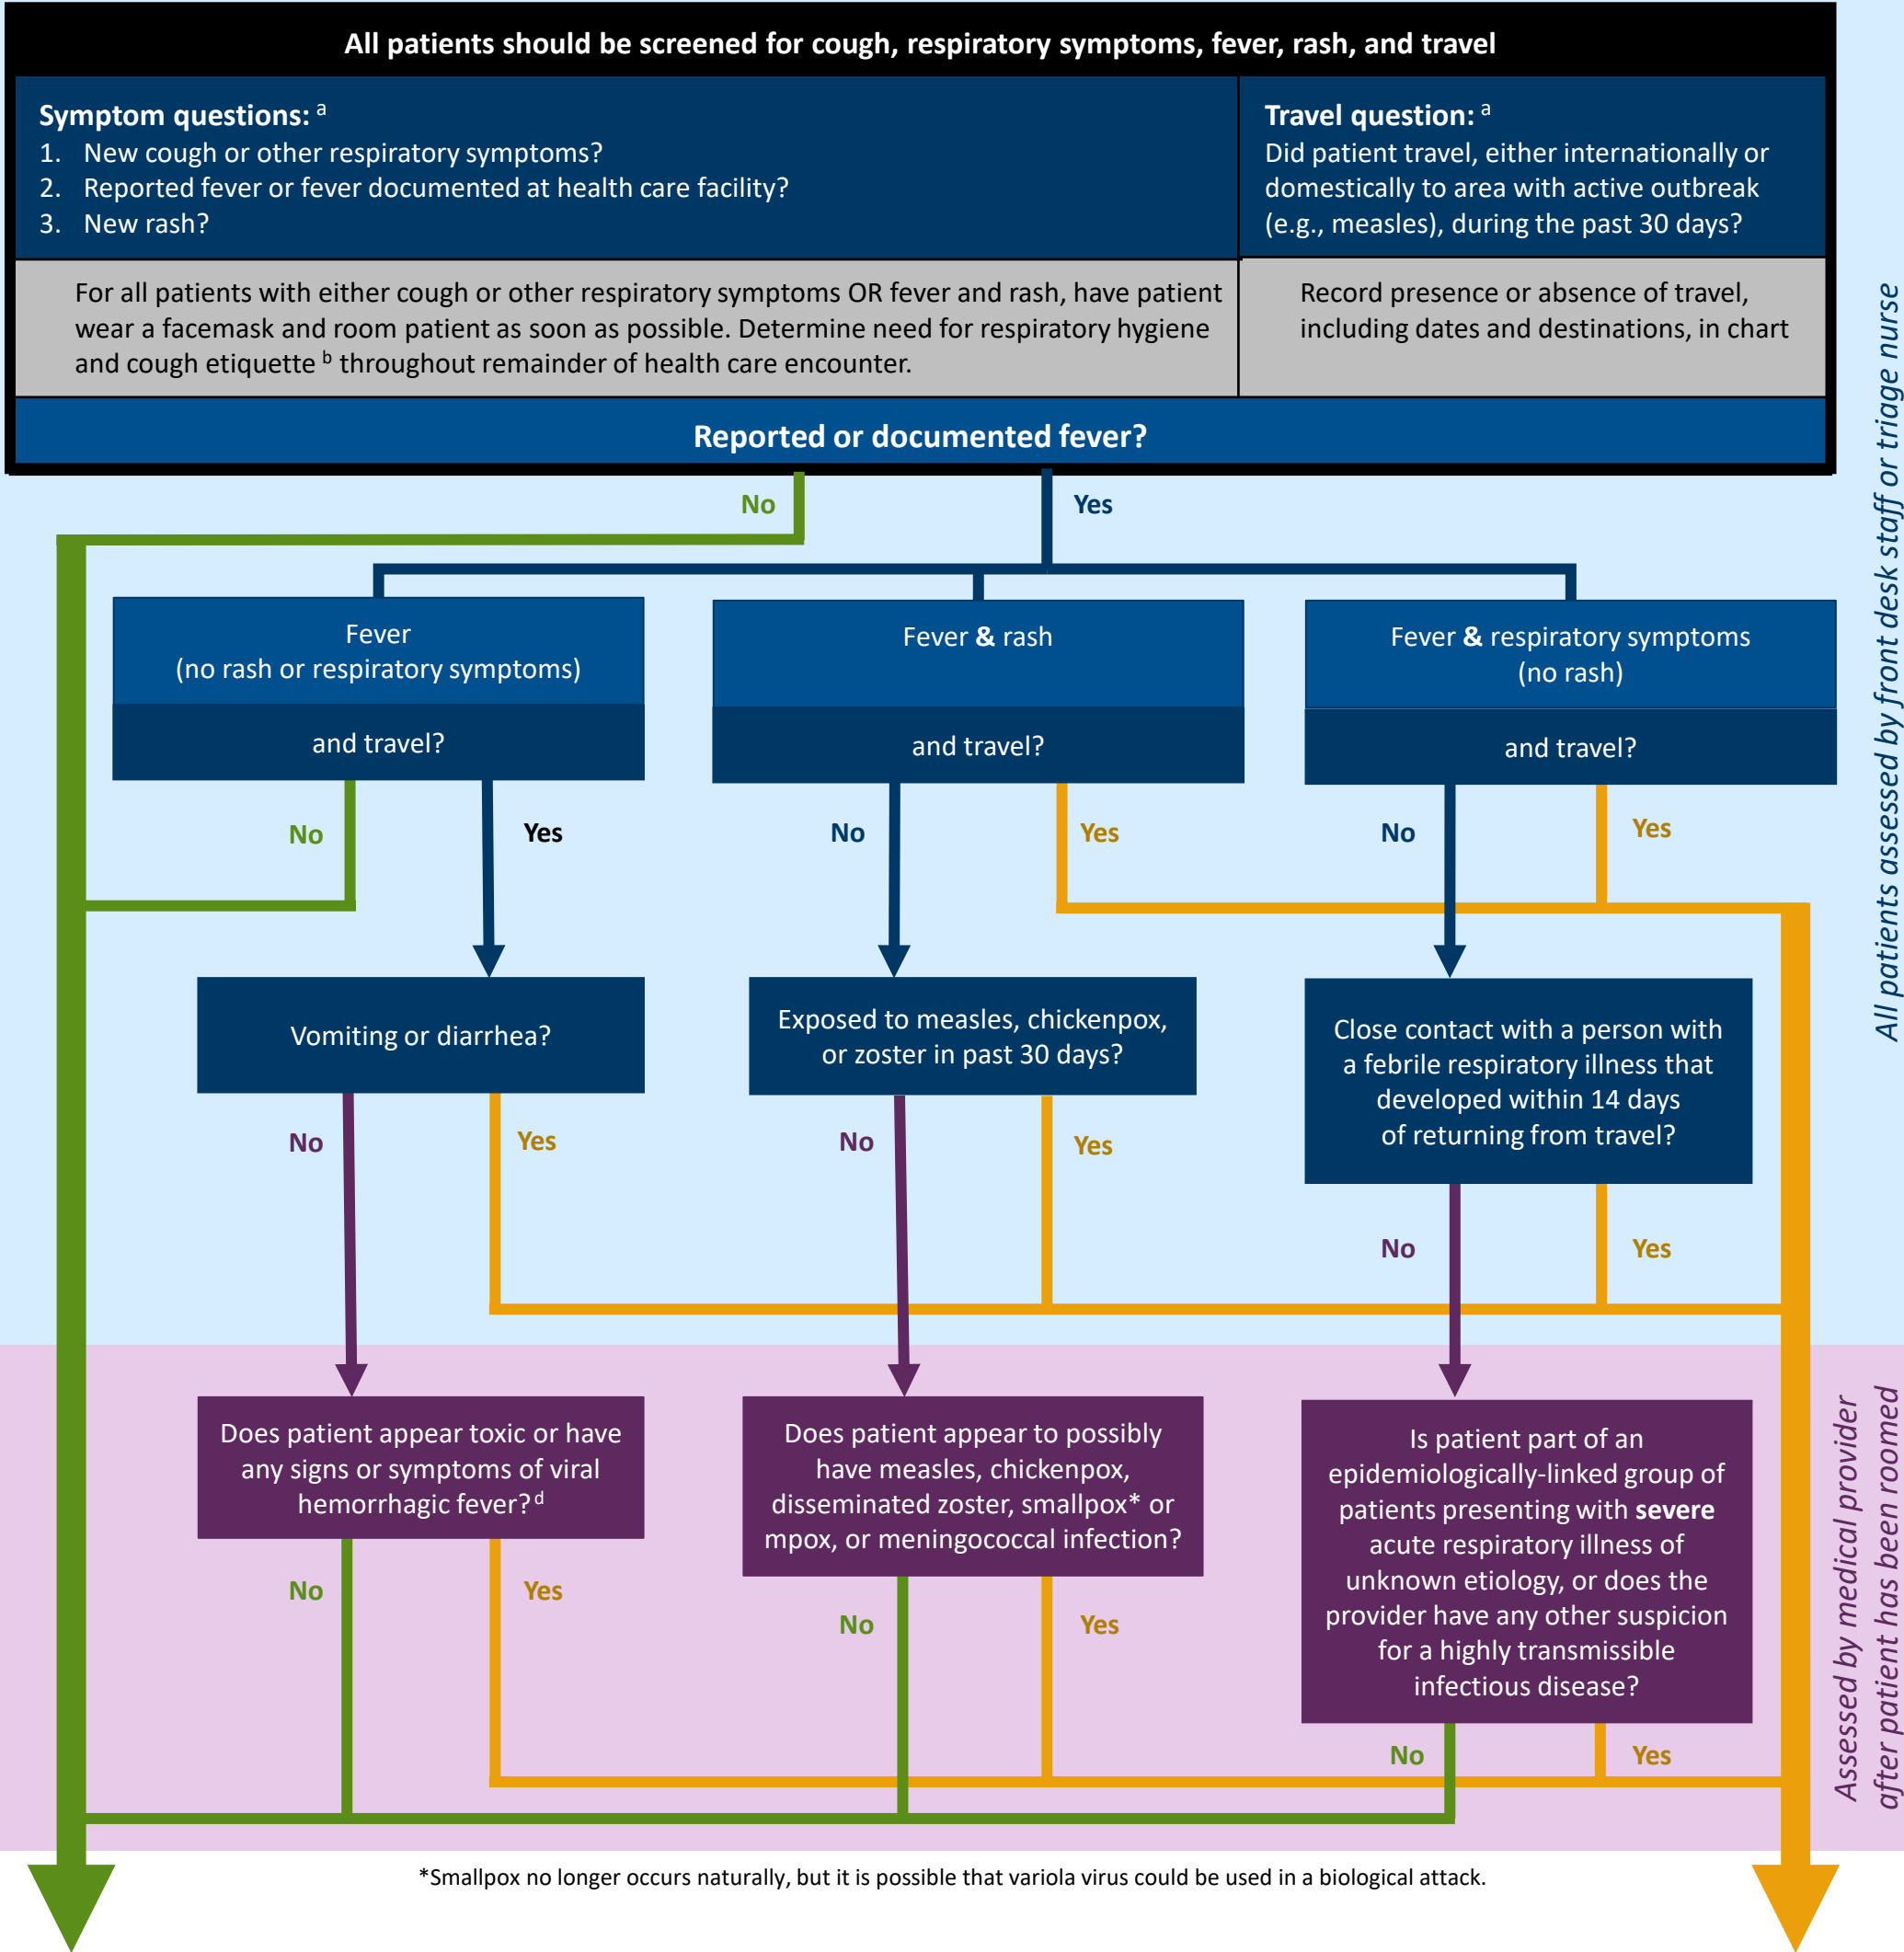 All patients should be screened for cough, respiratory symptoms, fever, rash, and travel
Symptom questions: a
1. New cough or other respiratory symptoms?
2. Reported fever or fever documented at health care facility?
3. New rash?
Travel question: a
Did patient travel, either internationally or
domestically to area with active outbreak
(e.g., measles), during the past 30 days?
For all patients with either cough or other respiratory symptoms OR fever and rash, have patient
wear a facemask and room patient as soon as possible. Determine need for respiratory hygiene
and cough etiquette b throughout remainder of health care encounter.
Record presence or absence of travel,
including dates and destinations, in chart
Reported or documented fever?
No
Yes
Fever
(no rash or respiratory symptoms)
and travel?
Fever & rash
and travel?
Fever & respiratory symptoms
(no rash)
and travel?
No
Yes
No
Yes
No
Yes
Vomiting or diarrhea?
Exposed to measles, chickenpox,
or zoster in past 30 days?
Close contact with a person with
a febrile respiratory illness that
developed within 14 days
of returning from travel?
No
Yes
No
Yes
No
Yes
All patients assessed by front desk staff or triage nurse
Does patient appear toxic or have
any signs or symptoms of viral
hemorrhagic fever? d
Does patient appear to possibly
have measles, chickenpox,
disseminated zoster, smallpox* or
mpox, or meningococcal infection?
Is patient part of an
epidemiologically-linked group of
patients presenting with severe
acute respiratory illness of
unknown etiology, or does the
provider have any other suspicion
for a highly transmissible
infectious disease?
No
Yes
No
Yes
No
Yes
Assessed by medical provider
after patient has been roomed
*Smallpox no longer occurs naturally, but it is possible that variola virus could be used in a biological attack.